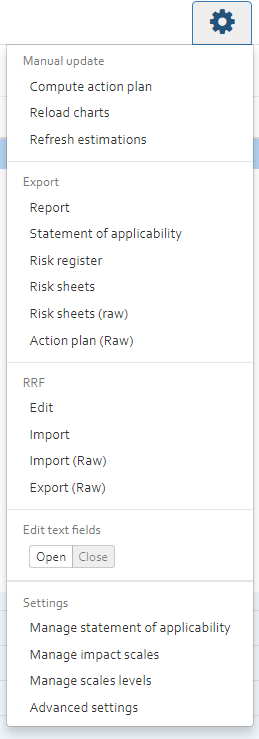 Manual update
Compute action plan
Reload charts
Refresh estimations
Export
Report
Statement of applicability
Risk register
Risk sheets
Risk sheets (raw)
Action plan (Raw)
RRF
Edit
Import
Import (Raw)
Export (Raw)
Edit text fields
Open Close
Settings
Manage statement of applicability
Manage impact scales
Manage scales levels
Advanced settings